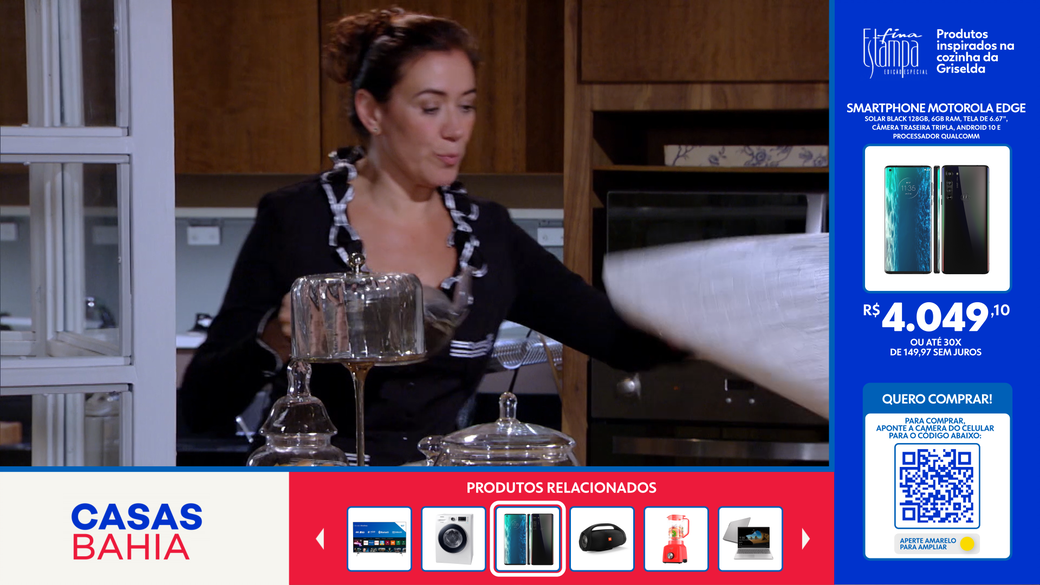 fina
Estampa
EDIÇÃO ESPECIAL
Produtos
inspirados na
cozinha da
Griselda
SMARTPHONE MOTOROLA EDGE
SOLAR BLACK 128GB, 6GB RAM, TELA DE 6.67",
CÂMERA TRASEIRA TRIPLA, ANDROID 10 E
PROCESSADOR QUALCOMM
11:35
R$ 4.049,10
OU ATÉ 30X
DE 149,97 SEM JUROS
QUERO COMPRAR!
PARA COMPRAR,
APONTE A CAMERA DO CELULAR
PARA O CÓDIGO ABAIXO:
APERTE AMARELO
PARA AMPLIAR
PRODUTOS RELACIONADOS
CASAS
BAHIA